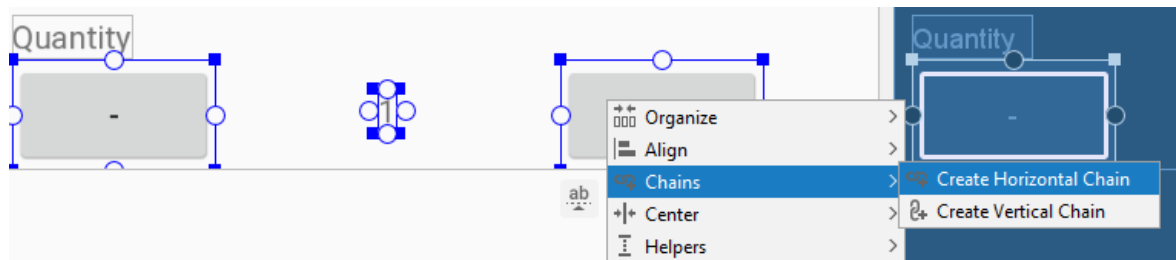 Quantity
Quantity
-
1
-
Organize
Align
Chains
Create Horizontal Chain
ab
Center
Create Vertical Chain
Helpers